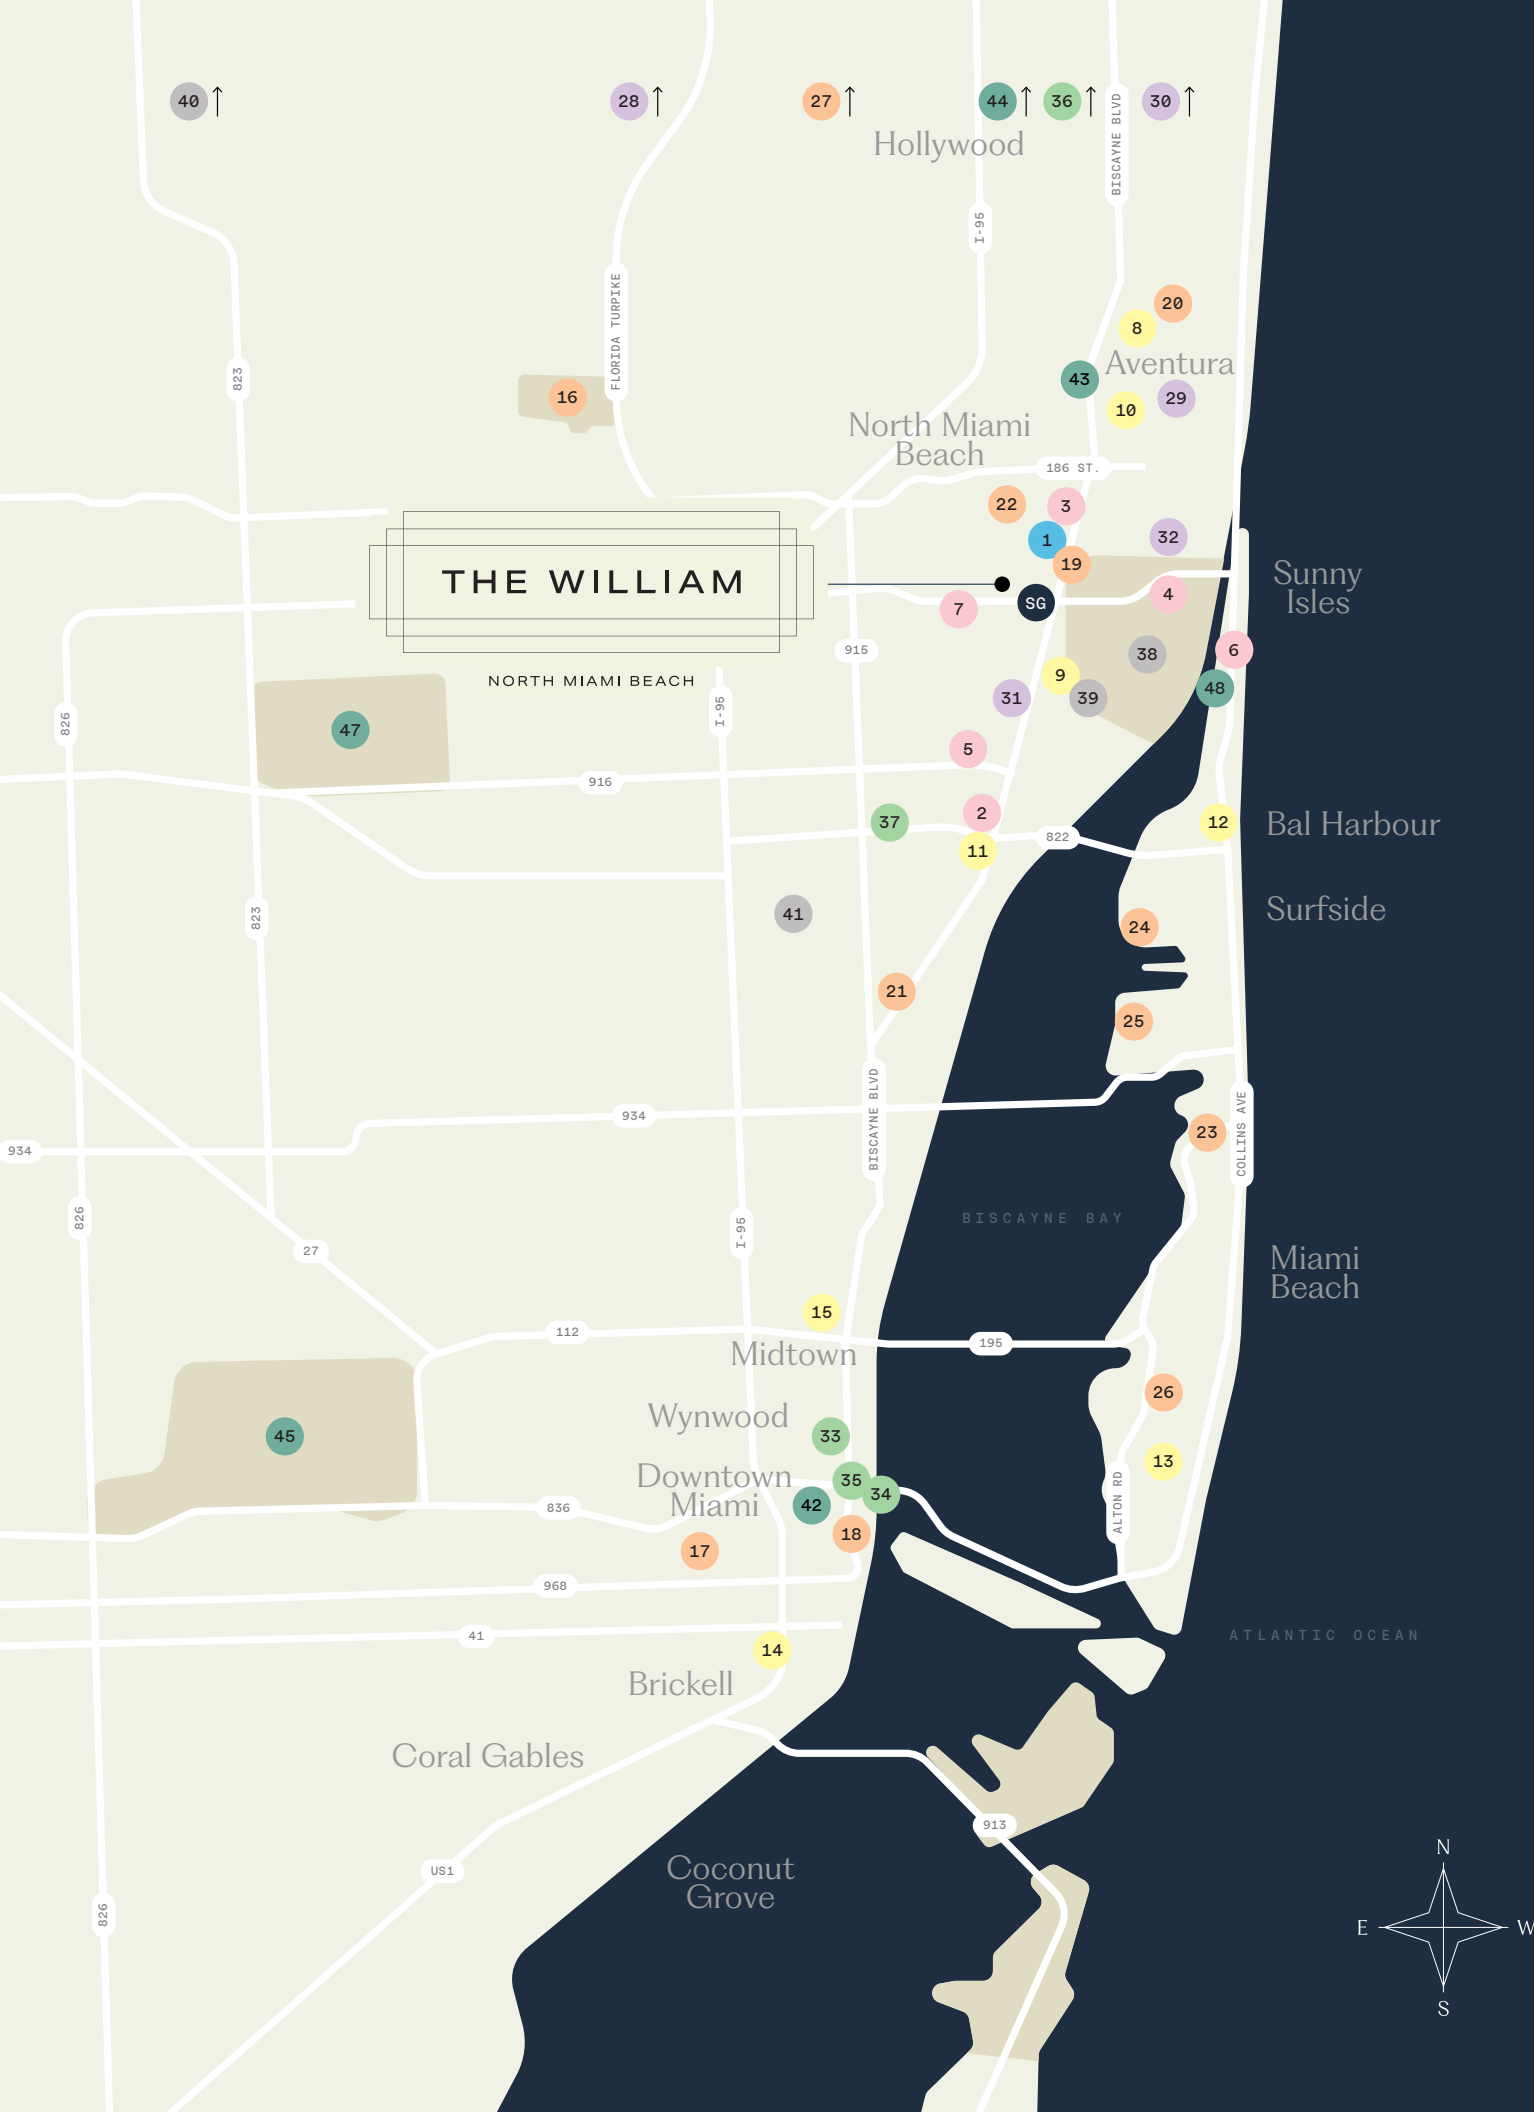 40
28
27
44
36
30
Hollywood
BISCAYNE BLVD
I-95
FLORIDA TURPIKE
20
8
Aventura
823
43
16
29
10
North Miami
Beach
186 ST.
22
3
1
32
19
THE WILLIAM
Sunny
Isles
4
SG
7
915
6
38
NORTH MIAMI BEACH
9
48
31
39
I-95
826
47
5
916
2
37
12
Bal Harbour
822
11
823
41
Surfside
24
21
25
934
BISCAYNE BLVD
23
COLLINS AVE
934
826
BISCAYNE BAY
I-95
27
Miami
Beach
15
112
195
Midtown
26
Wynwood
45
33
13
Downtown
Miami
35
34
42
ALTON RD
836
18
17
968
41
ATLANTIC OCEAN
14
Brickell
Coral Gables
913
N
Coconut
Grove
US1
826
E
W
S